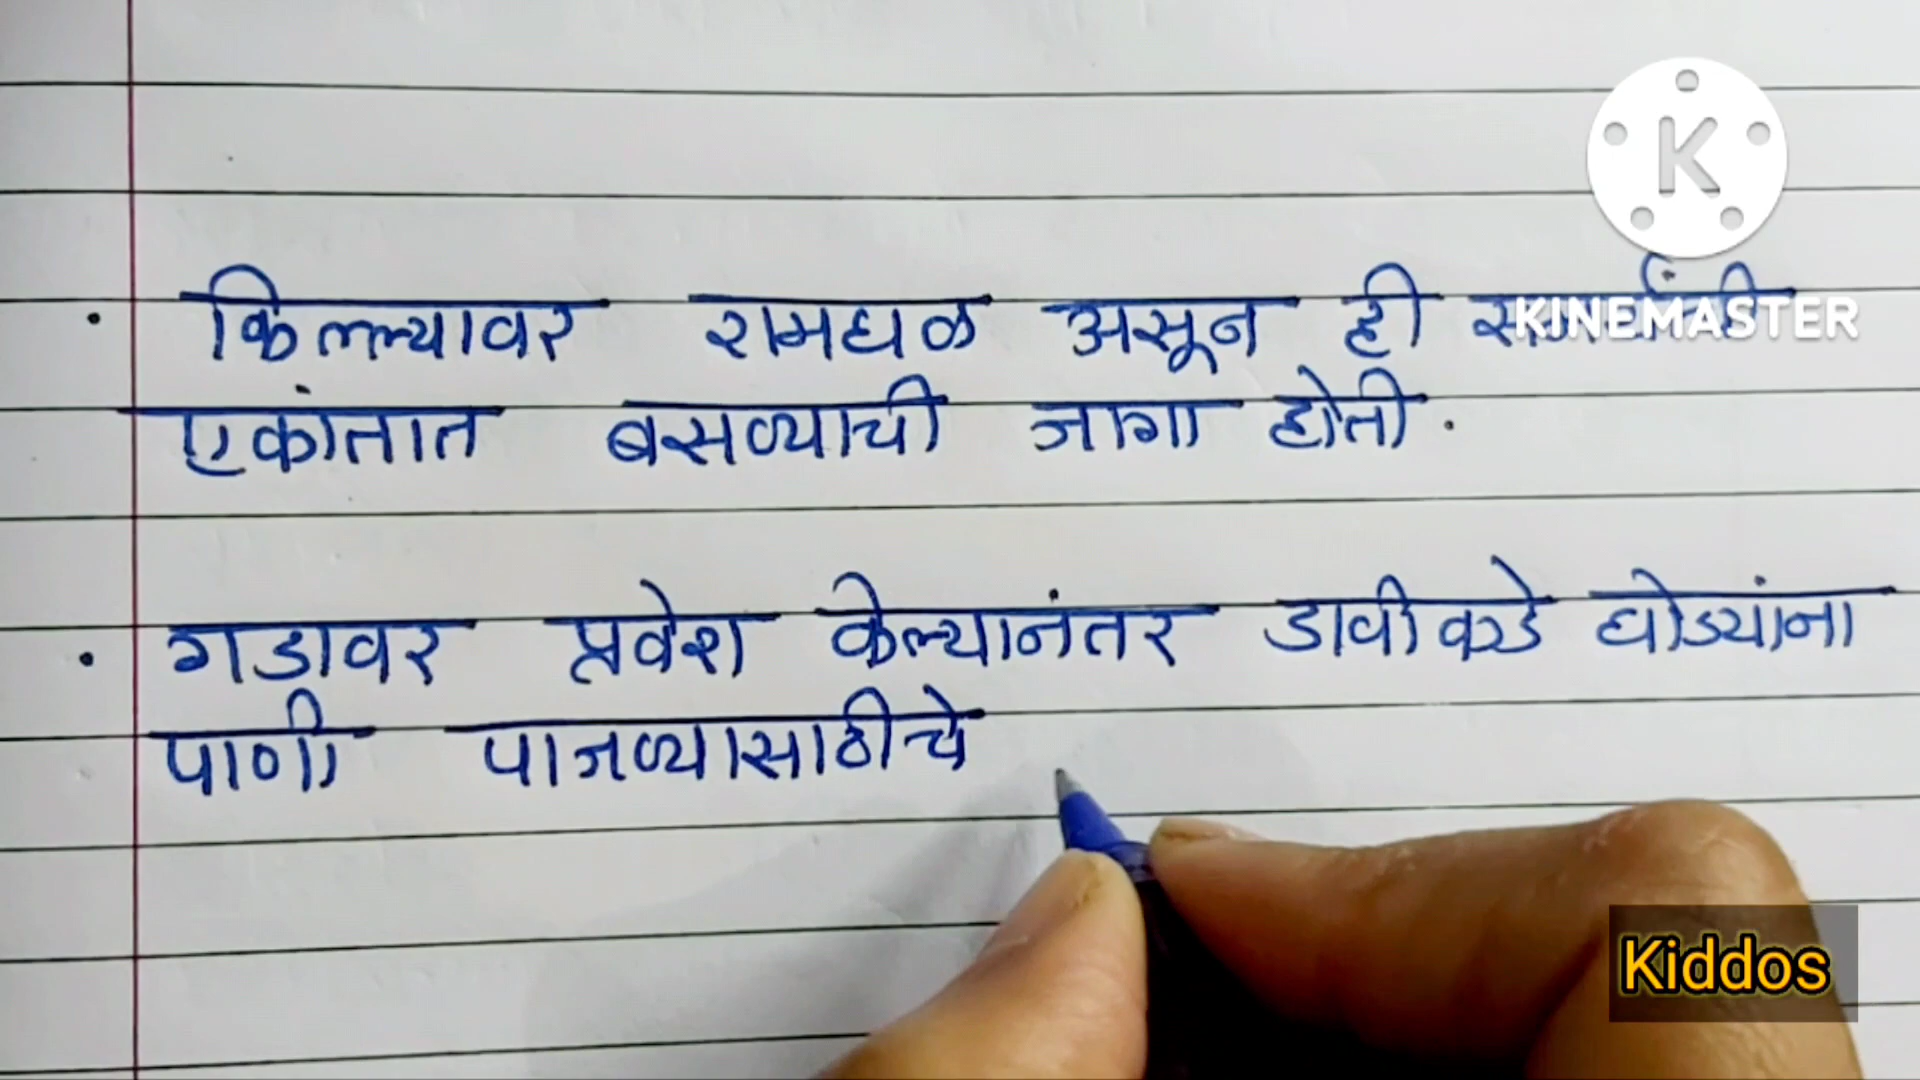 K
KINEMASTER
· किल्ल्यावर रामघळ असून ही
एकांतात बसण्याची जागा होती.
· गडावर प्रवेश केल्यानंतर डावीकडे घोड्यांना
पाणी पाजण्यासाठीचे
Kiddos